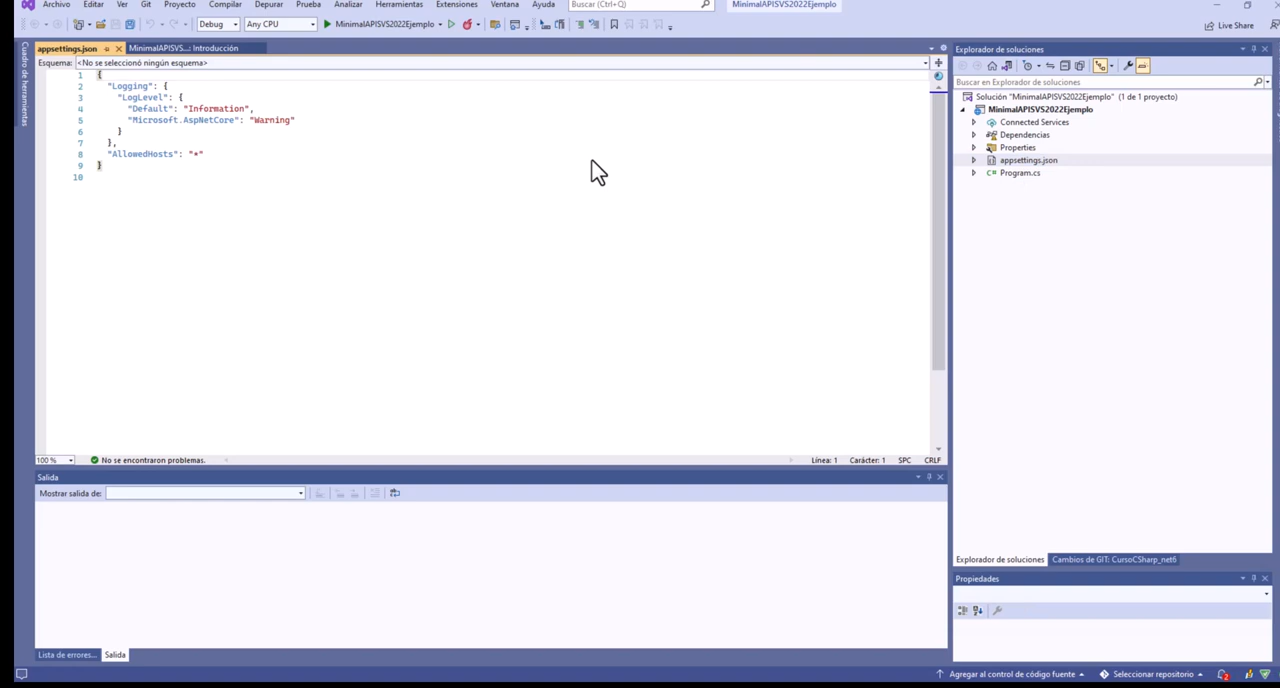 Archivo Editar Ver Git Proyecto Compilar Depurar Prueba Analizar Herramientas Extensiones Ventana Ayuda Buscar (Ctrl+Q) MinimalAPISVS2022Ejemplo
Debug Any CPU MinimalAPISVS2022Ejemplo Live Share
Cuadro de herramientas
appsettings.json MinimalAPISVS...: Introducción
Esquema: <No se seleccionó ningún esquema>
1 {
2 "Logging": {
3 "LogLevel": {
4 "Default": "Information",
5 "Microsoft.AspNetCore": "Warning"
6 }
7 },
8 "AllowedHosts": "*"
9 }
10
100 % No se encontraron problemas. Línea: 1 Carácter: 1 SPC CRLF
Salida
Mostrar salida de:
Lista de errores... Salida
Explorador de soluciones
Buscar en Explorador de soluciones
Solución "MinimalAPISVS2022Ejemplo" (1 de 1 proyecto)
MinimalAPISVS2022Ejemplo
Connected Services
Dependencias
Properties
appsettings.json
C# Program.cs
Explorador de soluciones Cambios de GIT: CursoCSharp_net6
Propiedades
Agregar al control de código fuente Seleccionar repositorio 2